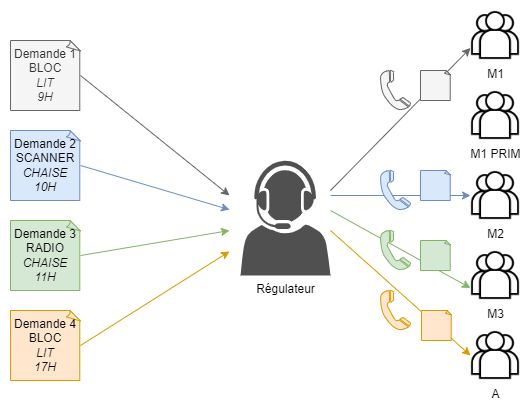 Demande 1
BLOC
LIT
9H
Demande 2
SCANNER
CHAISE
10H
Demande 3
RADIO
CHAISE
11H
Demande 4
BLOC
LIT
17H
Régulateur
M1
M1 PRIM
M2
M3
A